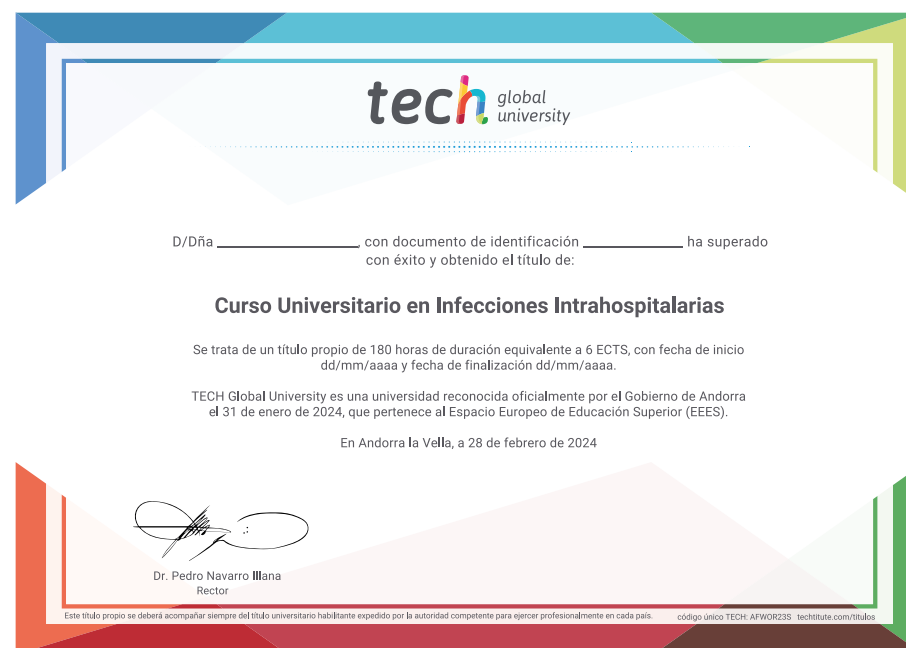 tech global university
D/Dña , con documento de identificación ha superado
con éxito y obtenido el título de:
Curso Universitario en Infecciones Intrahospitalarias
Se trata de un título propio de 180 horas de duración equivalente a 6 ECTS, con fecha de inicio
dd/mm/aaaa y fecha de finalización dd/mm/aaaa.
TECH Global University es una universidad reconocida oficialmente por el Gobierno de Andorra
el 31 de enero de 2024, que pertenece al Espacio Europeo de Educación Superior (EEES).
En Andorra la Vella, a 28 de febrero de 2024
Dr. Pedro Navarro Illana
Rector
Este título propio se deberá acompañar siempre del título universitario habilitante expedido por la autoridad competente para ejercer profesionalmente en cada país.
código único TECH: AFWOR23S techtitute.com/titulos